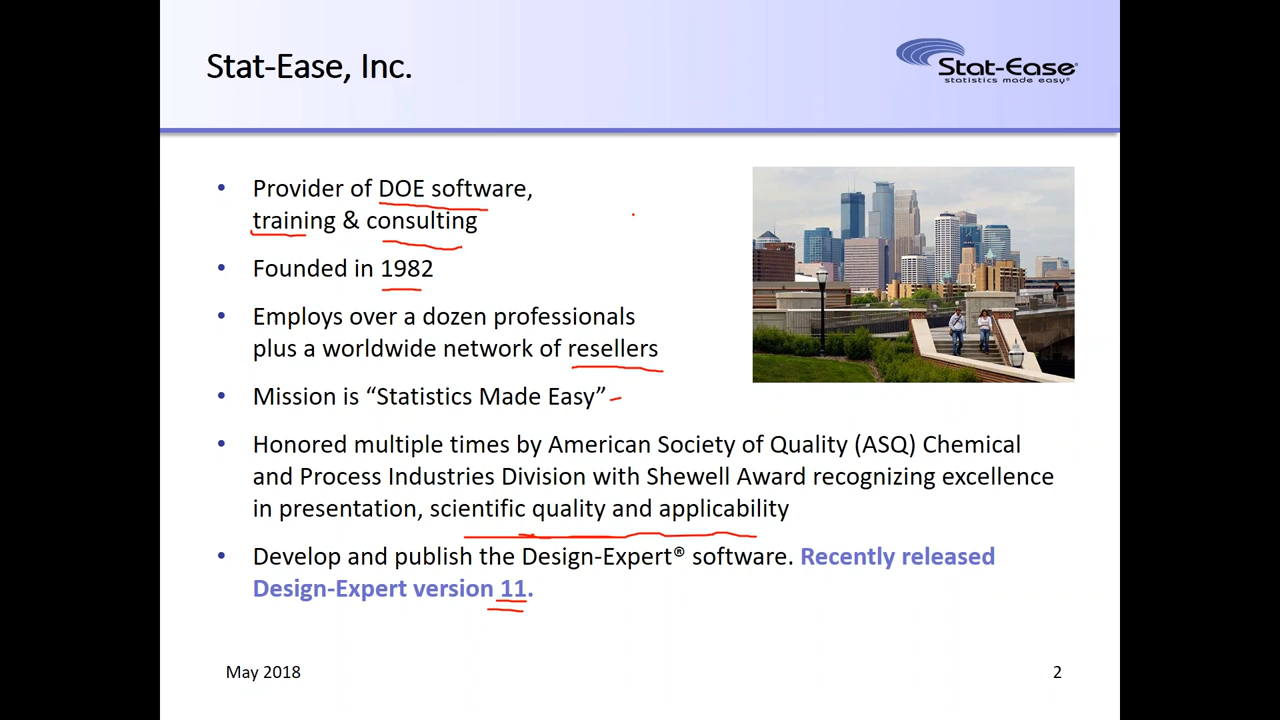 Stat-Ease, Inc.
Stat-Ease®
statistics made easy®
• Provider of DOE software,
training & consulting
• Founded in 1982
• Employs over a dozen professionals
plus a worldwide network of resellers
• Mission is “Statistics Made Easy”
• Honored multiple times by American Society of Quality (ASQ) Chemical
and Process Industries Division with Shewell Award recognizing excellence
in presentation, scientific quality and applicability
• Develop and publish the Design-Expert® software. Recently released
Design-Expert version 11.
May 2018
2